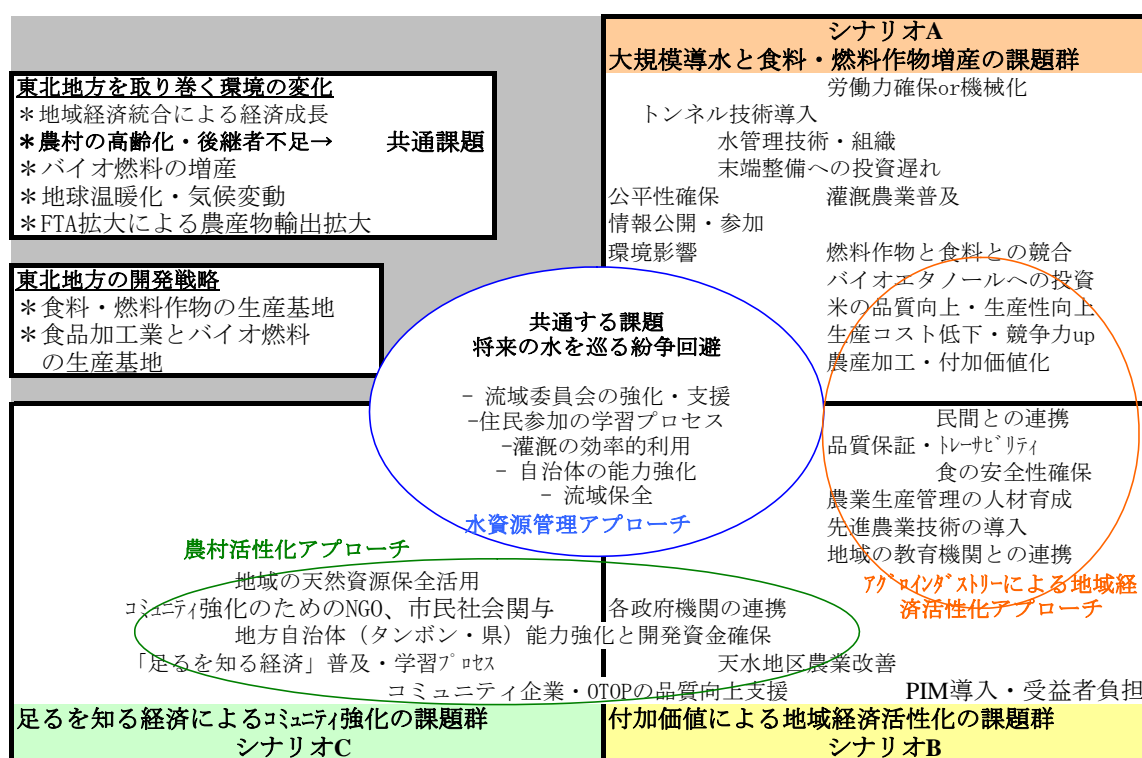 シナリオA
大規模導水と食料・燃料作物増産の課題群
東北地方を取り巻く環境の変化
＊地域経済統合による経済成長
＊農村の高齢化・後継者不足→ 共通課題
＊バイオ燃料の増産
＊地球温暖化・気候変動
＊FTA拡大による農産物輸出拡大
東北地方の開発戦略
＊食料・燃料作物の生産基地
＊食品加工業とバイオ燃料
の生産基地
労働力確保or機械化
トンネル技術導入
水管理技術・組織
末端整備への投資遅れ
公平性確保 灌漑農業普及
情報公開・参加
環境影響 燃料作物と食料との競合
バイオエタノールへの投資
米の品質向上・生産性向上
生産コスト低下・競争力up
農産加工・付加価値化
共通する課題
将来の水を巡る紛争回避
- 流域委員会の強化・支援
-住民参加の学習プロセス
-灌漑の効率的利用
- 自治体の能力強化
- 流域保全
水資源管理アプローチ
民間との連携
品質保証・ﾄﾚｰｻﾋﾞﾘﾃｨ
食の安全性確保
農業生産管理の人材育成
先進農業技術の導入
地域の教育機関との連携
ｱｸﾞﾛｲﾝﾀﾞｽﾄﾘｰによる地域経
済活性化アプローチ
農村活性化アプローチ
地域の天然資源保全活用
ｺﾐｭﾆﾃｨ強化のためのNGO、市民社会関与 各政府機関の連携
地方自治体（タンボン・県）能力強化と開発資金確保
「足るを知る経済」普及・学習ﾌﾟﾛｾｽ 天水地区農業改善
コミュニティ企業・OTOPの品質向上支援 PIM導入・受益者負担
足るを知る経済によるｺﾐｭﾆﾃｨ強化の課題群
シナリオC
付加価値による地域経済活性化の課題群
シナリオB